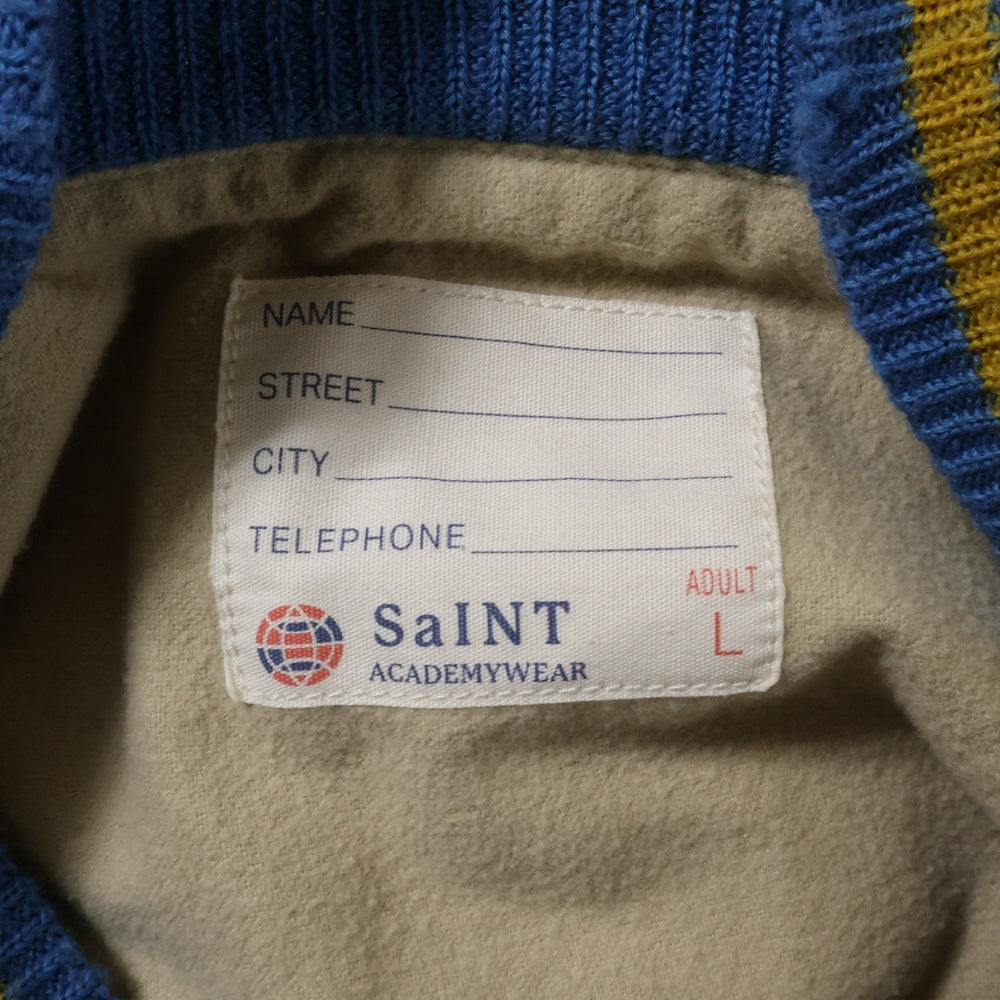 NAME
STREET
CITY
TELEPHONE
ADULT
L
SaINT
ACADEMYWEAR